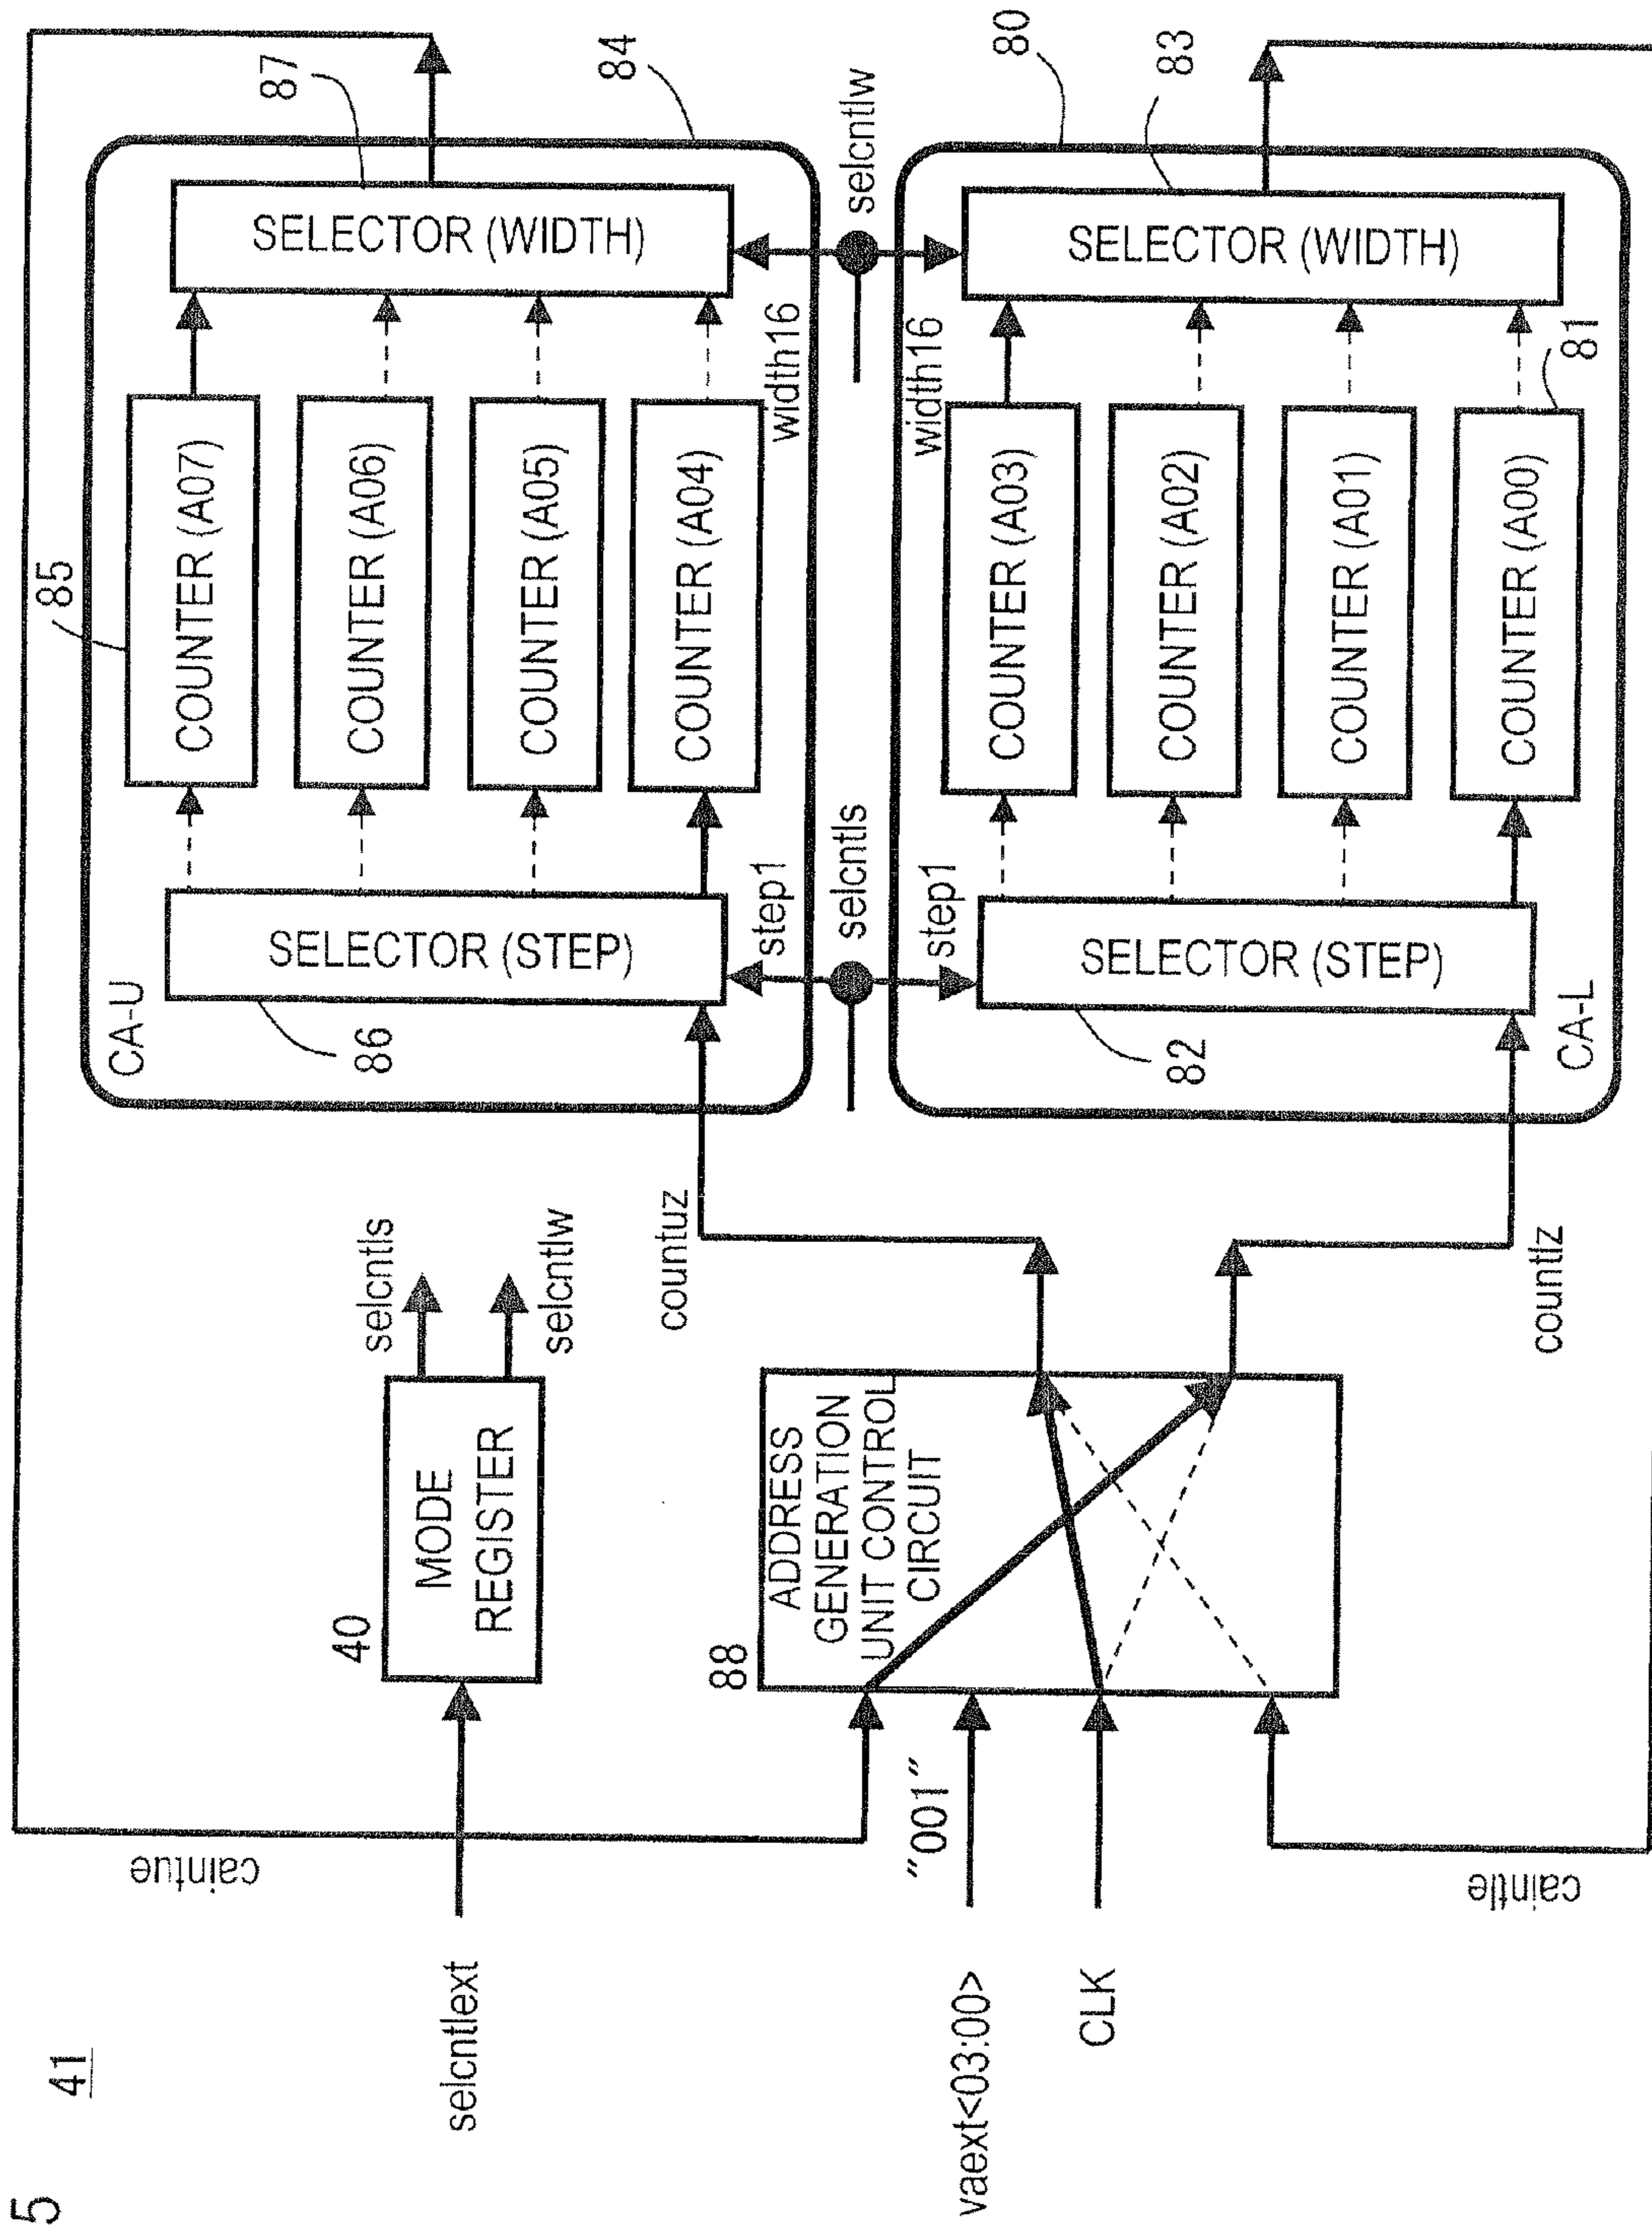 5
41
selcntlext
vaext<03:00>
"001"
CLK
caintue
caintle
40
MODE
REGISTER
selcntls
selcntlw
88
ADDRESS
GENERATION
UNIT CONTROL
CIRCUIT
countuz
countlz
CA-U
86
SELECTOR (STEP)
step1
85
COUNTER (A07)
COUNTER (A06)
COUNTER (A05)
COUNTER (A04)
width16
SELECTOR (WIDTH)
87
84
selcntls
selcntlw
step1
SELECTOR (STEP)
82
CA-L
COUNTER (A03)
COUNTER (A02)
COUNTER (A01)
COUNTER (A00)
81
width16
SELECTOR (WIDTH)
80
83